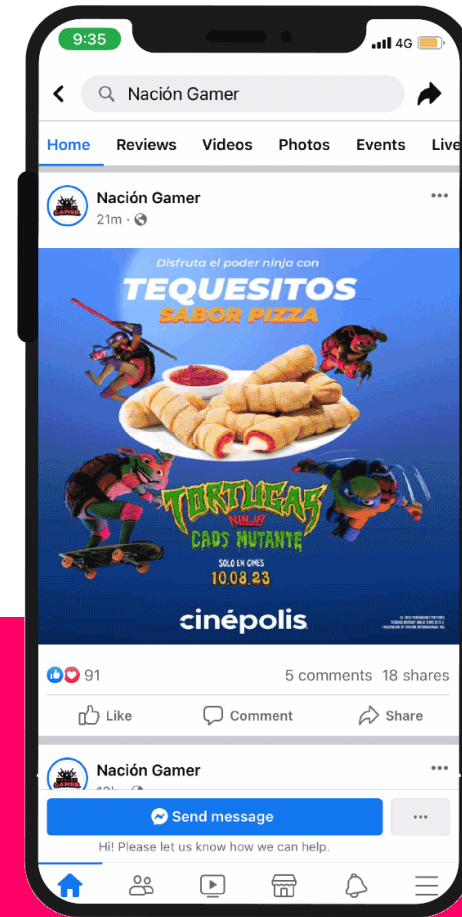 9:35
4G
Nación Gamer
Home Reviews Videos Photos Events Live
Nación Gamer
21m
Disfruta el poder ninja con
TEQUESITOS
SABOR PIZZA
TORTUGAS
NINJA
CAOS MUTANTE
SOLO EN CINES
10.08.23
cinépolis
91 5 comments 18 shares
Like Comment Share
Nación Gamer
Send message
Hi! Please let us know how we can help.